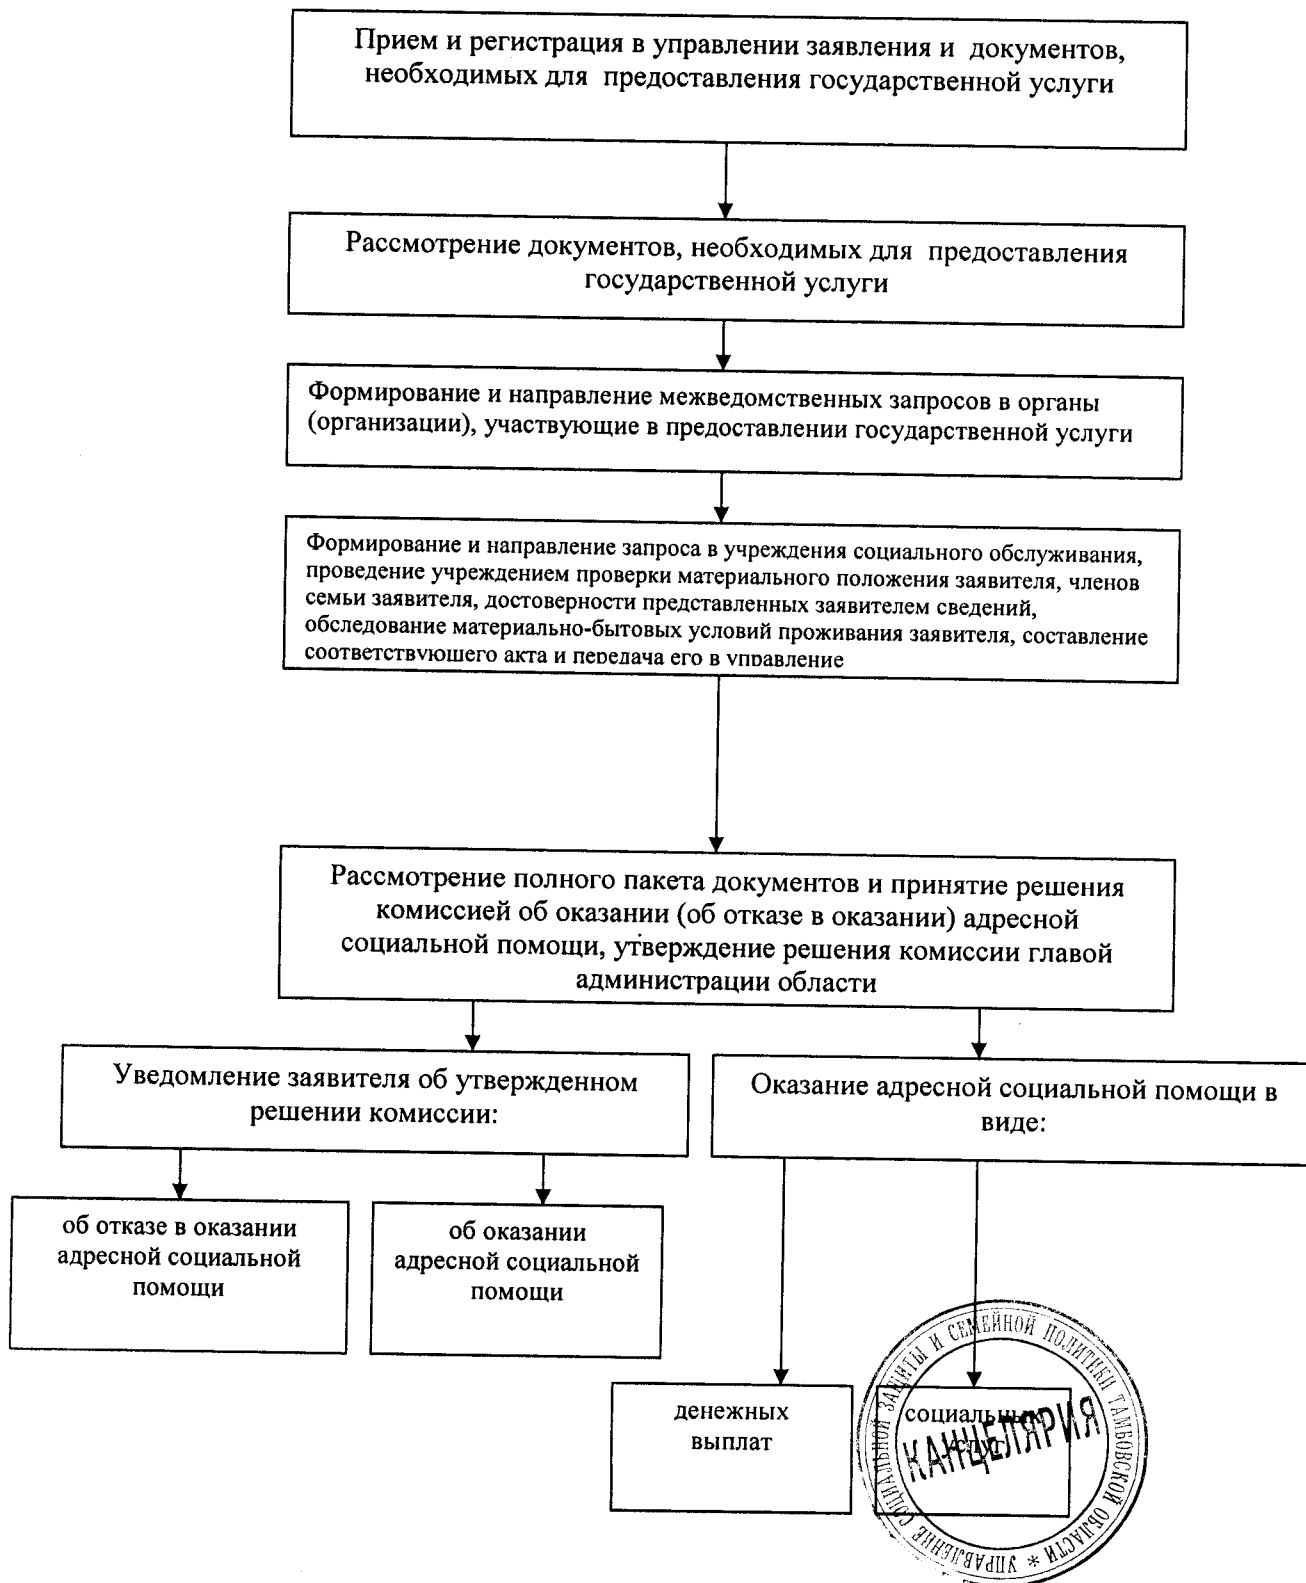 Прием и регистрация в управлении заявления и документов,
необходимых для предоставления государственной услуги
Рассмотрение документов, необходимых для предоставления
государственной услуги
Формирование и направление межведомственных запросов в органы
(организации), участвующие в предоставлении государственной услуги
Формирование и направление запроса в учреждения социального обслуживания,
проведение учреждением проверки материального положения заявителя, членов
семьи заявителя, достоверности представленных заявителем сведений,
обследование материально-бытовых условий проживания заявителя, составление
соответствующего акта и передача его в управление
Рассмотрение полного пакета документов и принятие решения
комиссией об оказании (об отказе в оказании) адресной
социальной помощи, утверждение решения комиссии главой
администрации области
Уведомление заявителя об утвержденном
решении комиссии:
Оказание адресной социальной помощи в
виде:
об отказе в оказании
адресной социальной
помощи
об оказании
адресной социальной
помощи
денежных
выплат
социальных
услуг
КАНЦЕЛЯРИЯ
УПРАВЛЕНИЕ СОЦИАЛЬНОЙ ЗАЩИТЫ И СЕМЕЙНОЙ ПОЛИТИКИ ТАМБОВСКОЙ ОБЛАСТИ *